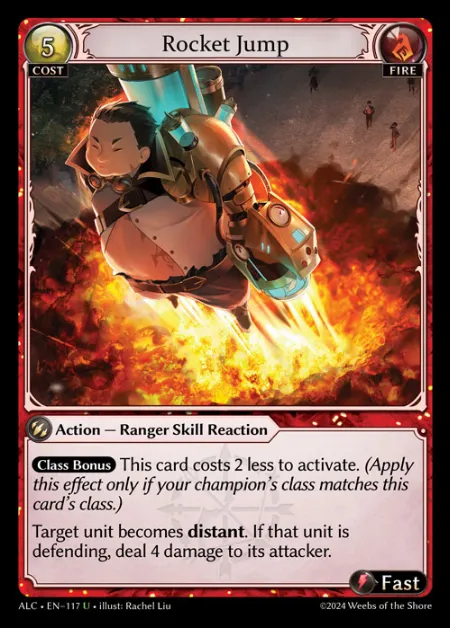 5
Rocket Jump
COST
FIRE
Action — Ranger Skill Reaction
Class Bonus This card costs 2 less to activate. (Apply
this effect only if your champion's class matches this
card's class.)
Target unit becomes distant. If that unit is
defending, deal 4 damage to its attacker.
Fast
ALC • EN-117 U • illust: Rachel Liu
©2024 Weebs of the Shore